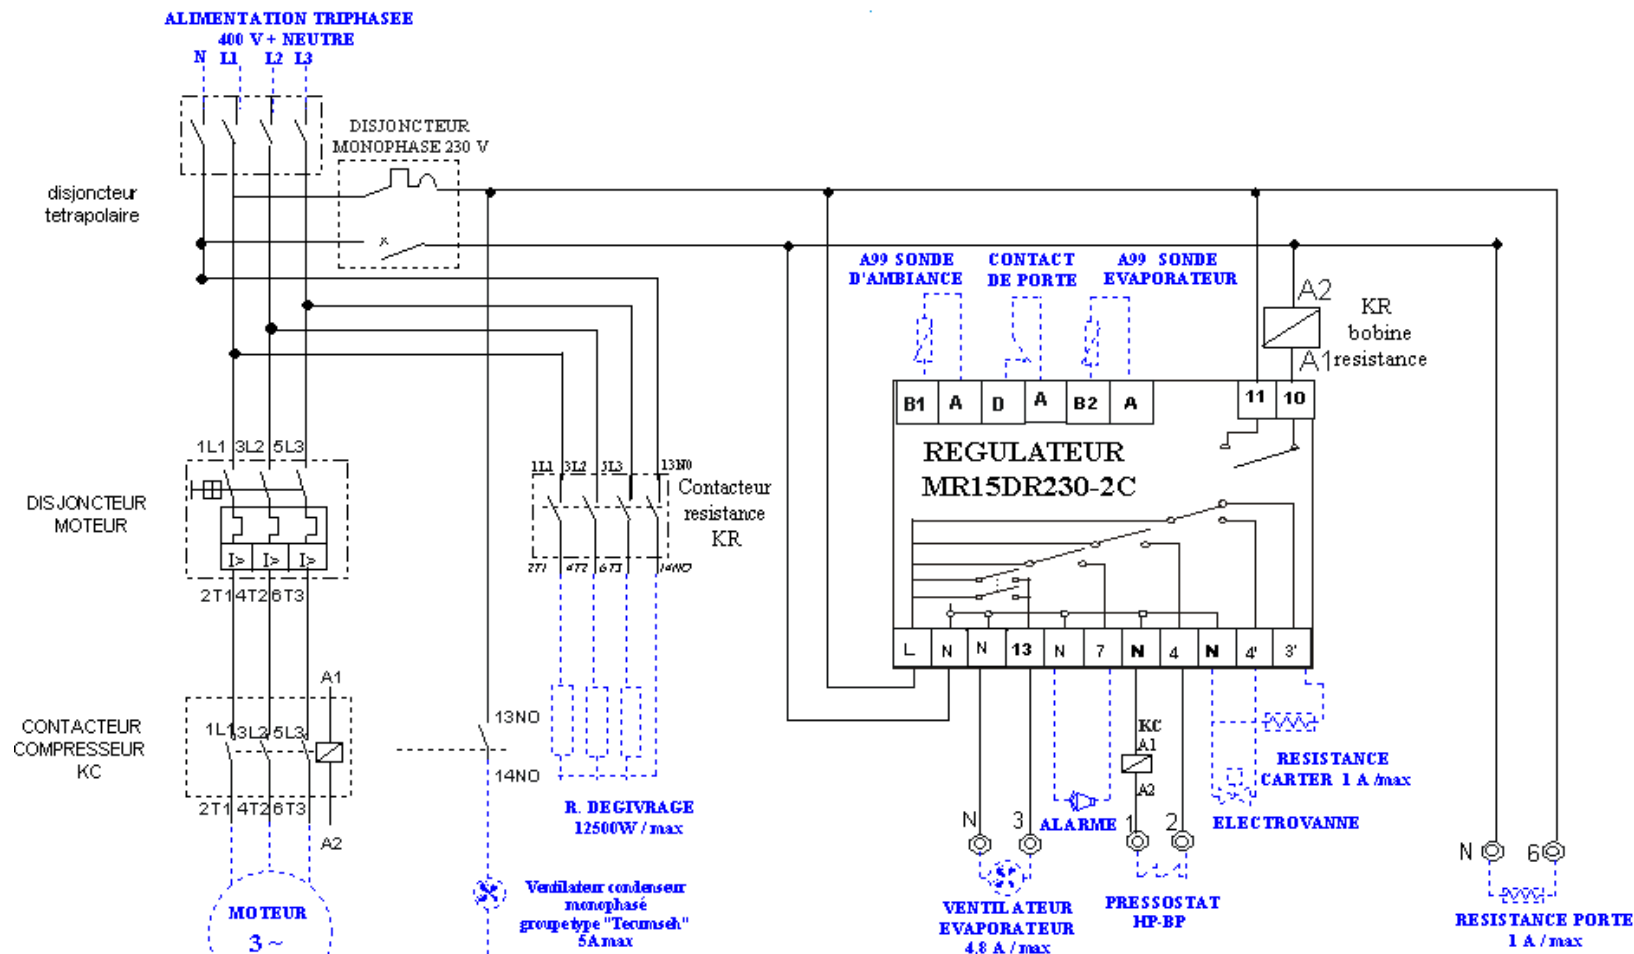 ALIMENTATION TRIPHASEE
400 V + NEUTRE
N L1 L2 L3
DISJONCTEUR
MONOPHASE 230 V
disjoncteur
tetrapolaire
A99 SONDE
D'AMBIANCE
CONTACT
DE PORTE
A99 SONDE
EVAPORATEUR
A2
KR
bobine
resistance
A1
B1 A D A B2 A
11 10
REGULATEUR
MR15DR230-2C
1L1 3L2 5L3
DISJONCTEUR
MOTEUR
I> I> I>
2T1 4T2 6T3
1L1 3L2 5L3 13NO
Contacteur
resistance
KR
2T1 4T2 6T3 14NO
L N N 13 N 7 N 4 N 4' 3'
A1
CONTACTEUR
COMPRESSEUR
KC
1L1 3L2 5L3
2T1 4T2 6T3
A2
13NO
14NO
R. DEGIVRAGE
12500W / max
KC
A1
A2
RESISTANCE
CARTER 1 A /max
N 3
ALARME
1 2
ELECTROVANNE
N 6
MOTEUR
3 ~
Ventilateur condenseur
monophasé
groupe type "Tecumseh"
5A max
VENTILATEUR
EVAPORATEUR
4,8 A / max
PRESSOSTAT
HP-BP
RESISTANCE PORTE
1 A / max